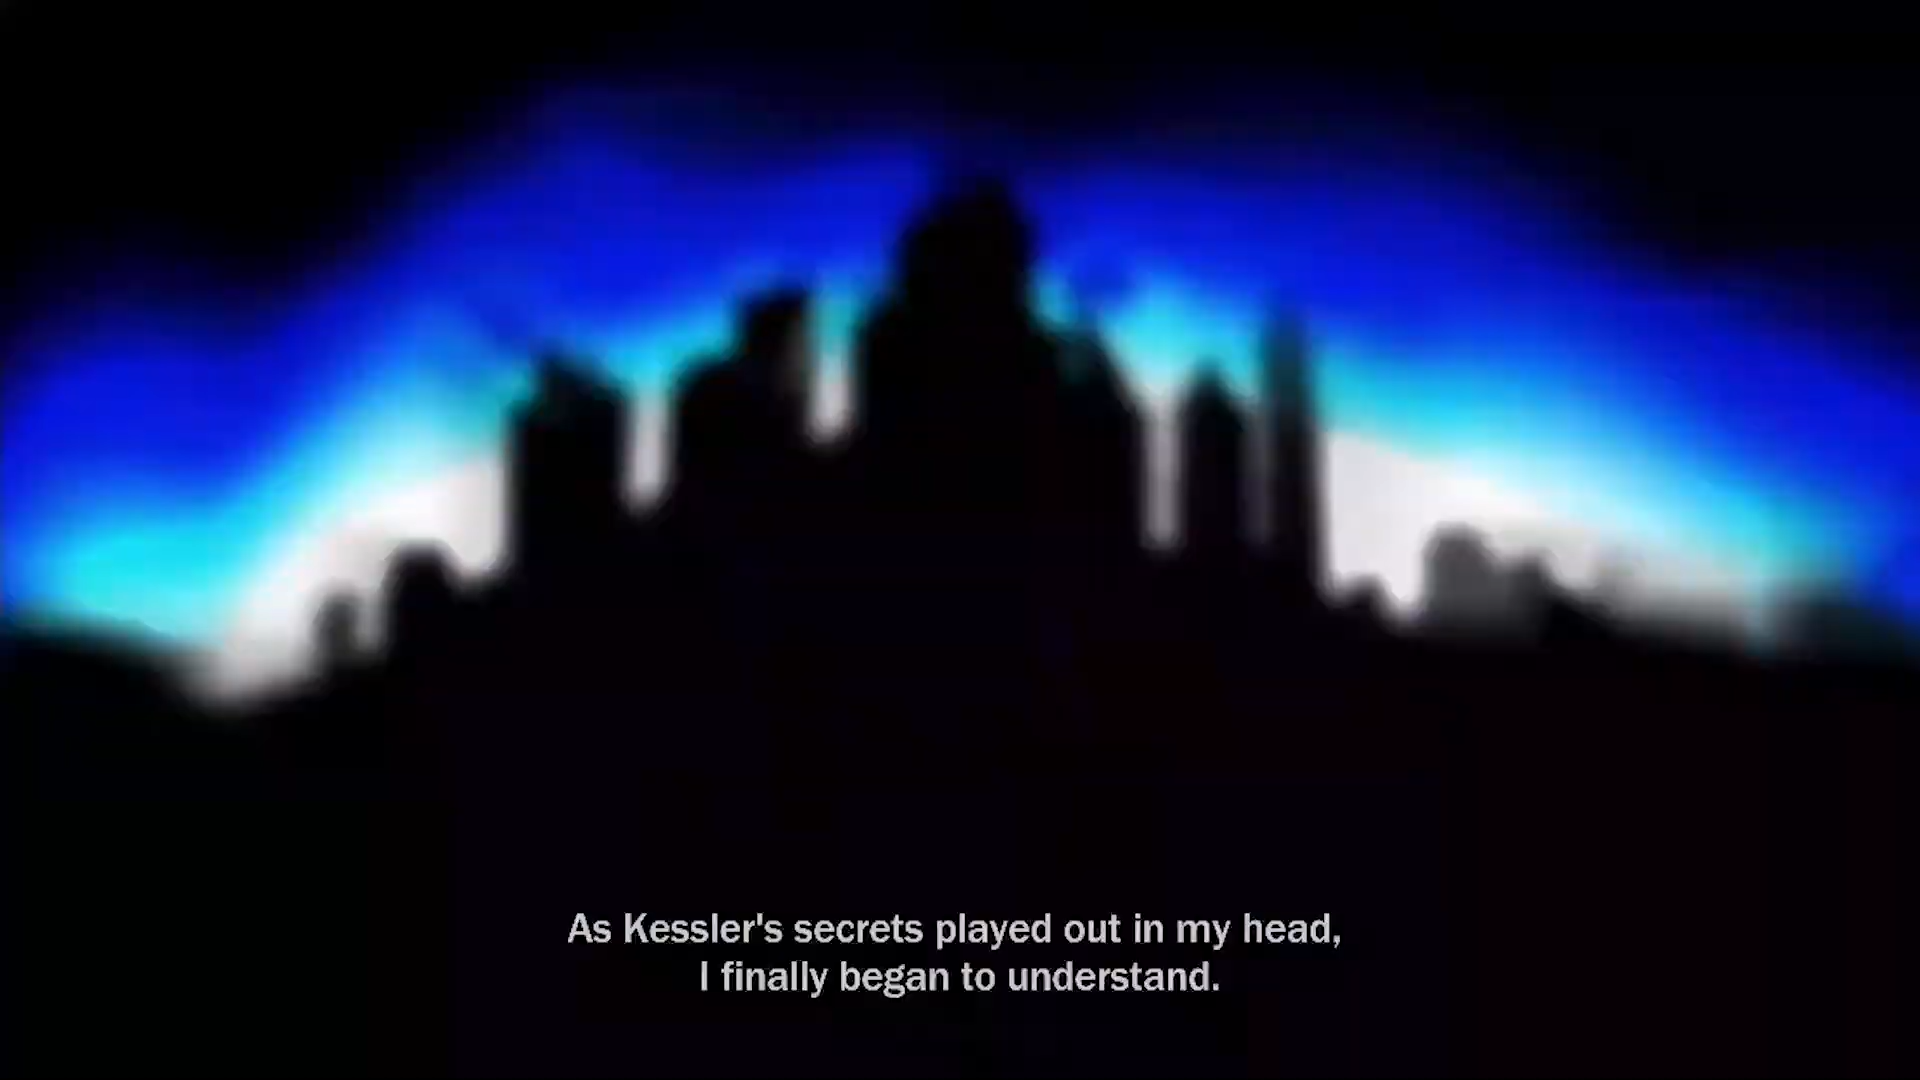 As Kessler's secrets played out in my head,
I finally began to understand.